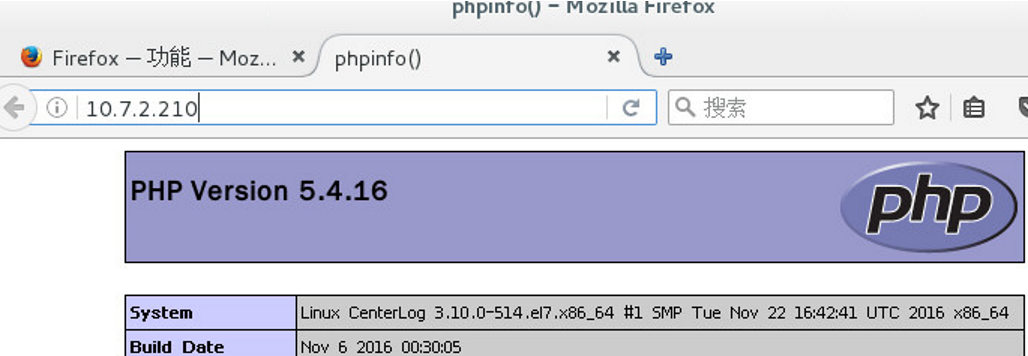 phpinfo() – Mozilla Firefox
Firefox — 功能 — Moz...
phpinfo()
10.7.2.210
搜索
PHP Version 5.4.16
php
System Linux CenterLog 3.10.0-514.el7.x86_64 #1 SMP Tue Nov 22 16:42:41 UTC 2016 x86_64
Build Date Nov 6 2016 00:30:05